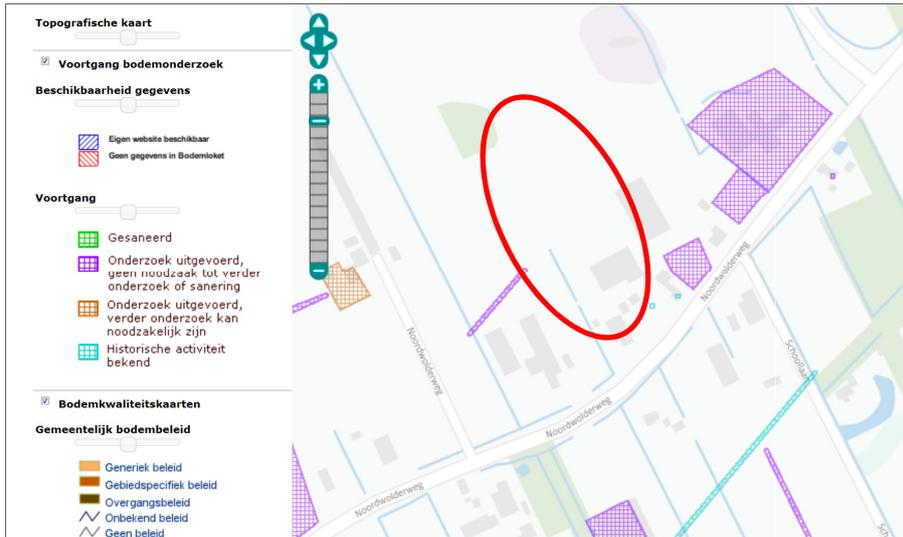 Topografische kaart
Voortgang bodemonderzoek
Beschikbaarheid gegevens
Eigen website beschikbaar
Geen gegevens in Bodemloket
Voortgang
Gesaneerd
Onderzoek uitgevoerd,
geen noodzaak tot verder
onderzoek of sanering
Onderzoek uitgevoerd,
verder onderzoek kan
noodzakelijk zijn
Historische activiteit
bekend
Bodemkwaliteitskaarten
Gemeentelijk bodembeleid
Generiek beleid
Gebiedspecifiek beleid
Overgangsbeleid
Onbekend beleid
Geen beleid
Noordwolderweg
Noordwolderweg
Noordwolderweg
Noordwolderweg
Schoollaan
Sch